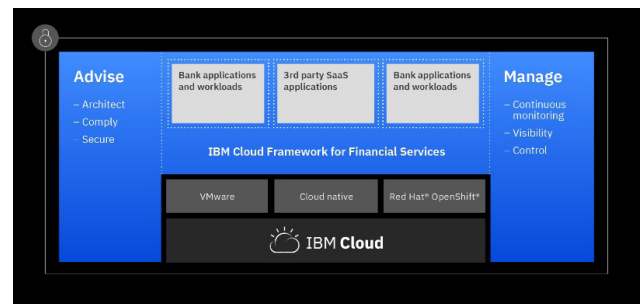 Advise
– Architect
– Comply
– Secure
Bank applications
and workloads
3rd party SaaS
applications
Bank applications
and workloads
IBM Cloud Framework for Financial Services
VMware
Cloud native
Red Hat® OpenShift®
IBM Cloud
Manage
– Continuous
monitoring
– Visibility
– Control